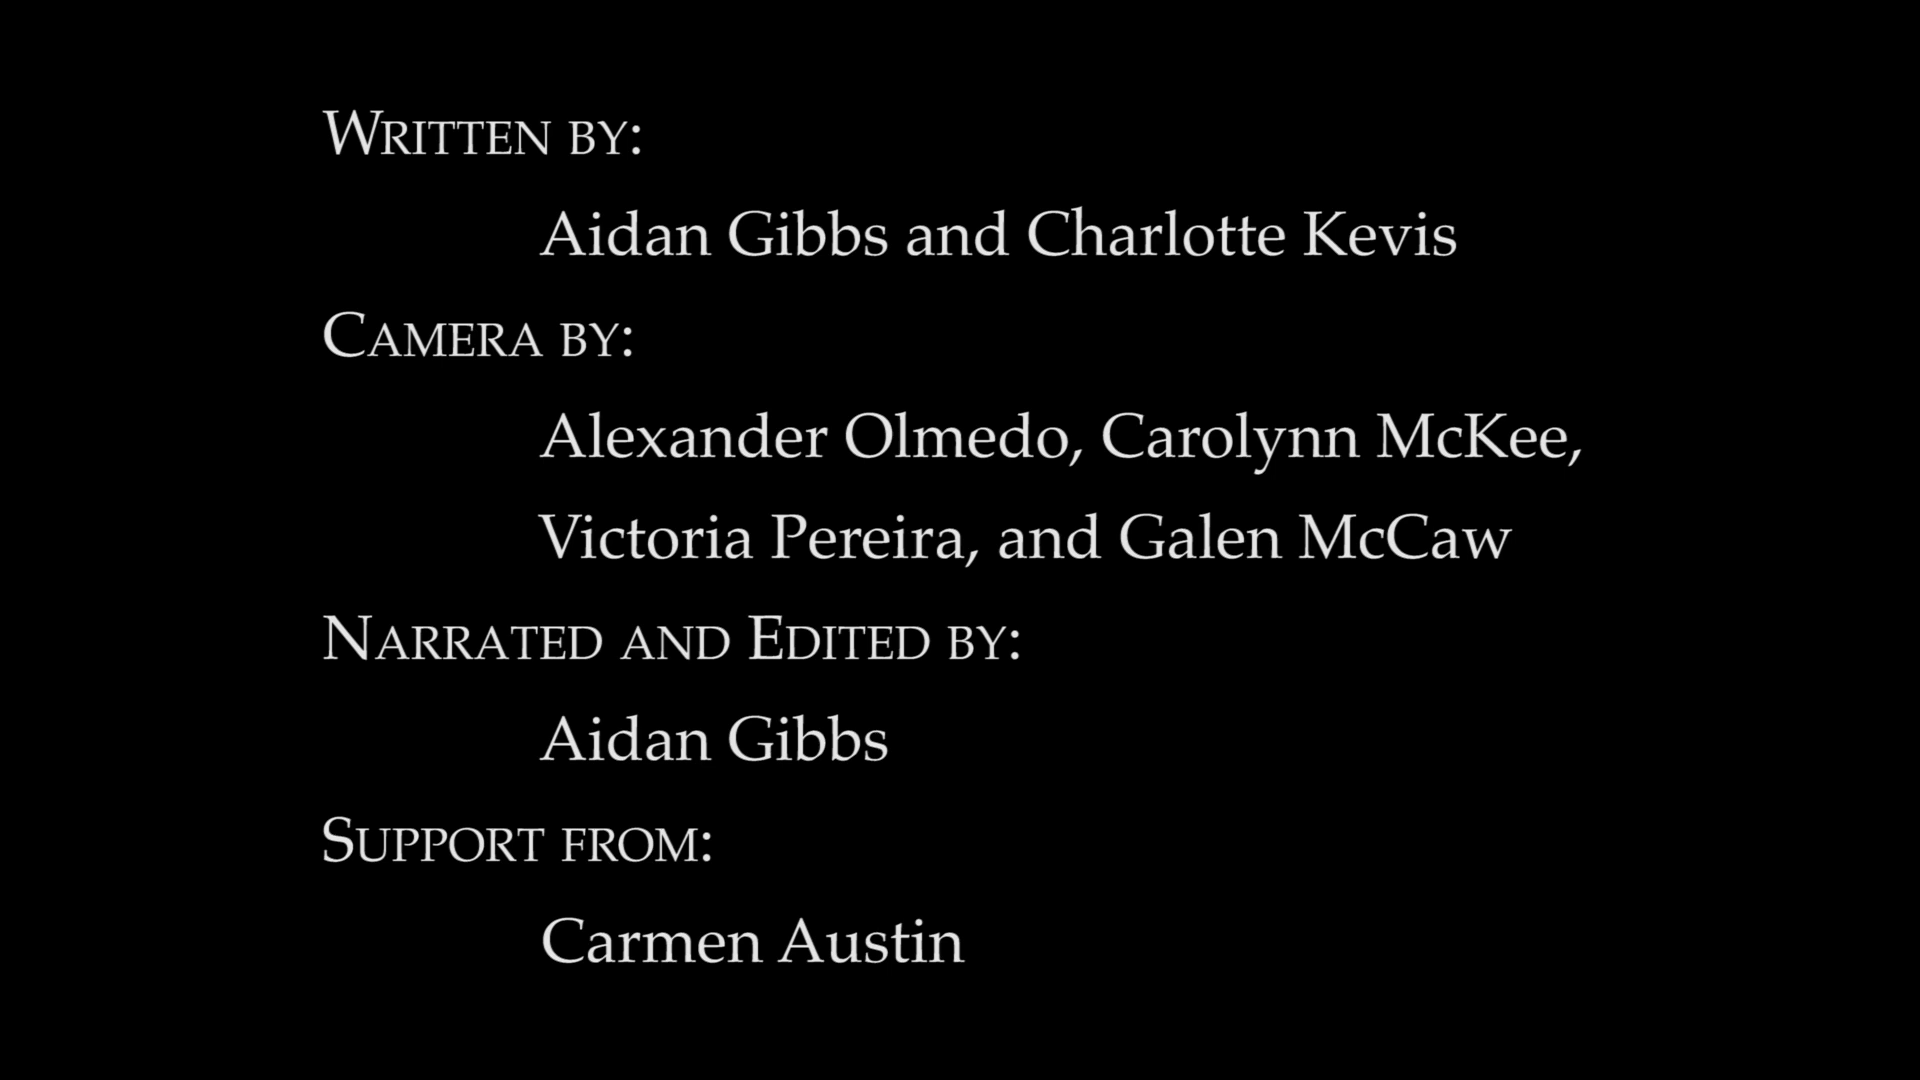 Written by:
Aidan Gibbs and Charlotte Kevis
Camera by:
Alexander Olmedo, Carolynn McKee,
Victoria Pereira, and Galen McCaw
Narrated and Edited by:
Aidan Gibbs
Support from:
Carmen Austin